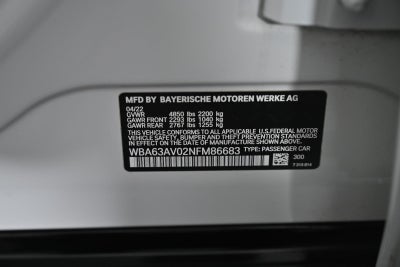 MFD BY BAYERISCHE MOTOREN WERKE AG
04/22
GVWR 4850 lbs 2200 kg
GAWR FRONT 2293 lbs 1040 kg
GAWR REAR 2767 lbs 1255 kg
THIS VEHICLE CONFORMS TO ALL APPLICABLE U.S.FEDERAL MOTOR
VEHICLE SAFETY, BUMPER AND THEFT PREVENTION STANDARDS
IN EFFECT ON THE DATE OF MANUFACTURE SHOWN ABOVE.
WBA63AV02NFM86683 TYPE: PASSENGER CAR
300